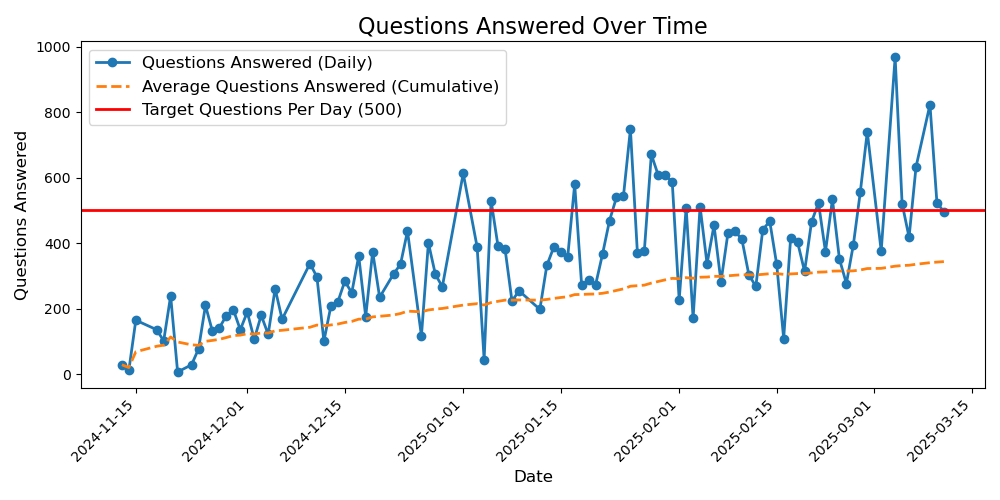 Questions Answered Over Time
Questions Answered (Daily)
Average Questions Answered (Cumulative)
Target Questions Per Day (500)
Questions Answered
1000
800
600
400
200
0
2024-11-15
2024-12-01
2024-12-15
2025-01-01
2025-01-15
2025-02-01
2025-02-15
2025-03-01
2025-03-15
Date